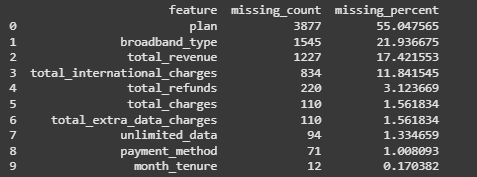 feature missing_count missing_percent
0 plan 3877 55.047565
1 broadband_type 1545 21.936675
2 total_revenue 1227 17.421553
3 total_international_charges 834 11.841545
4 total_refunds 220 3.123669
5 total_charges 110 1.561834
6 total_extra_data_charges 110 1.561834
7 unlimited_data 94 1.334659
8 payment_method 71 1.008093
9 month_tenure 12 0.170382